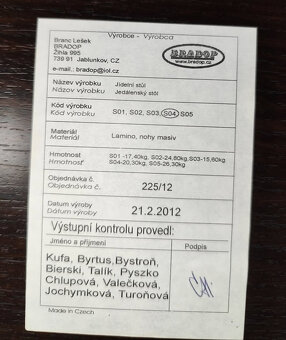 Výrobce - Výrobca
Branc Lešek
BRADOP
Žihla 995
739 91 Jablunkov, CZ
e-mail.: bradop@iol.cz
BRADOP
www.bradop.cz
Název výrobku Jídelní stůl
Názov výrobku Jedálenský stôl
Kód výrobku
Kód výrobku S01, S02, S03, S04, S05
Materiál
Materiál Lamino, nohy masiv
Hmotnost S01 -17,40kg, S02-24,80kg, S03-15,60kg
Hmotnosť S04-20,30kg, S05-26,30kg
Objednávka č.
Objednávka č. 225/12
Datum výroby
Dátum výroby 21.2.2012
Výstupní kontrolu provedl:
Jméno a příjmení Podpis
Kufa, Byrtus,Bystroň,
Bierski, Talík, Pyszko
Chlupová, Valečková,
Jochymková, Turoňová
Made in Czech